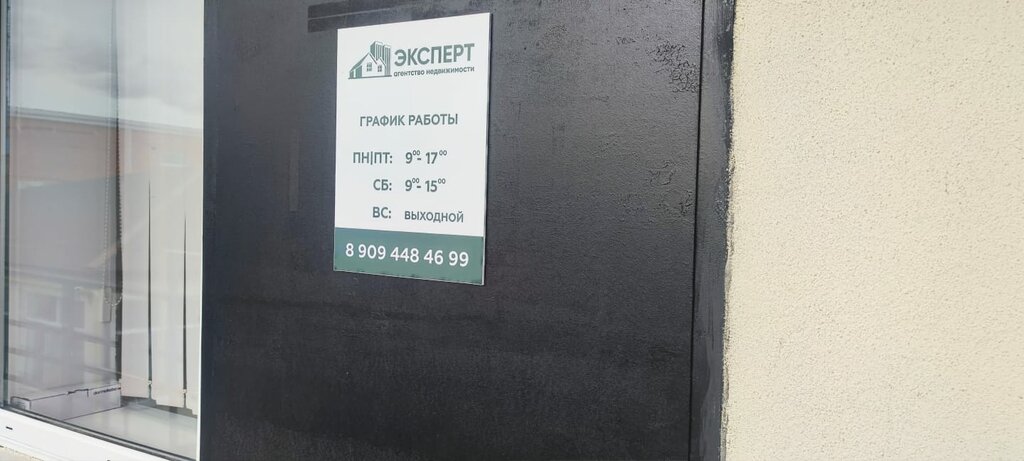 ЭКСПЕРТ
агентство недвижимости
ГРАФИК РАБОТЫ
ПН|ПТ: 9⁰⁰- 17⁰⁰
СБ: 9⁰⁰- 15⁰⁰
ВС: ВЫХОДНОЙ
8 909 448 46 99